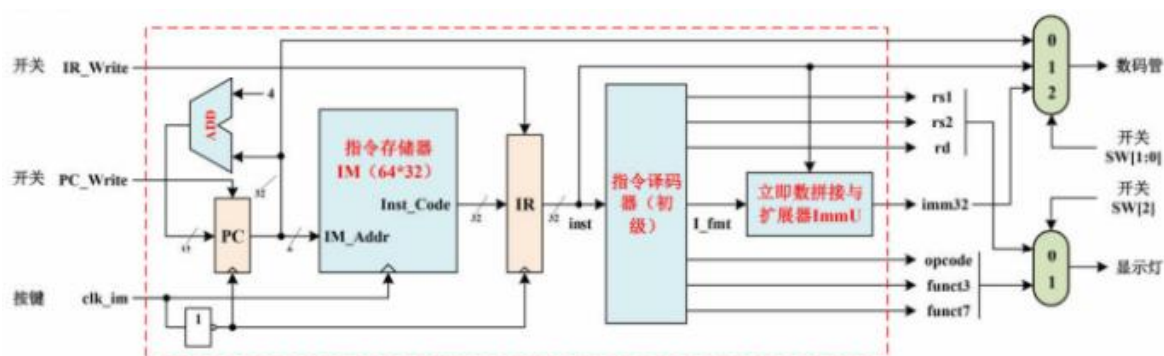 开关 IR_Write
4
ADD
开关 PC_Write
32
PC
6
指令存储器
IM（64*32）
Inst_Code
IM_Addr
32
IR
32
inst
按键 clk_im
1
指令译码
器（初
级）
I_fmt
立即数拼接与
扩展器ImmU
rs1
rs2
rd
imm32
opcode
funct3
funct7
0
1
2
数码管
开关
SW[1:0]
开关
SW[2]
0
1
显示灯